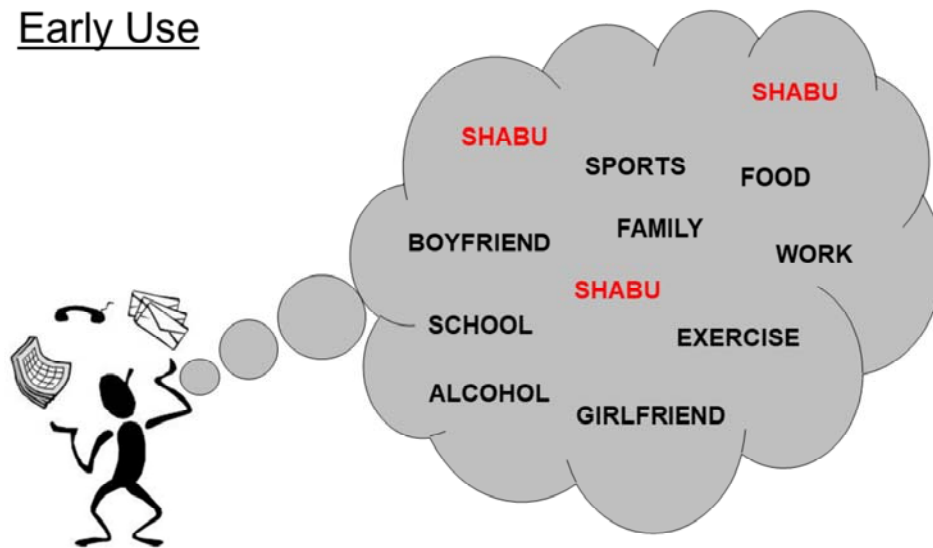 Early Use
SHABU
SHABU
SPORTS
FOOD
FAMILY
BOYFRIEND
WORK
SHABU
SCHOOL
EXERCISE
ALCOHOL
GIRLFRIEND